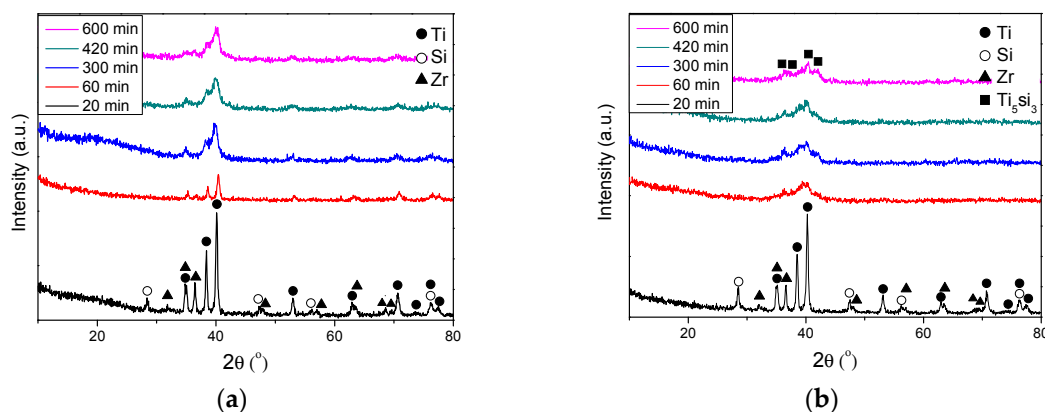 600 min
420 min
300 min
60 min
20 min
Ti
Si
Zr
Intensity (a.u.)
20
40
60
80
2θ (°)
(a)
600 min
420 min
300 min
60 min
20 min
Ti
Si
Zr
Ti5si3
Intensity (a.u.)
20
40
60
80
2θ (°)
(b)